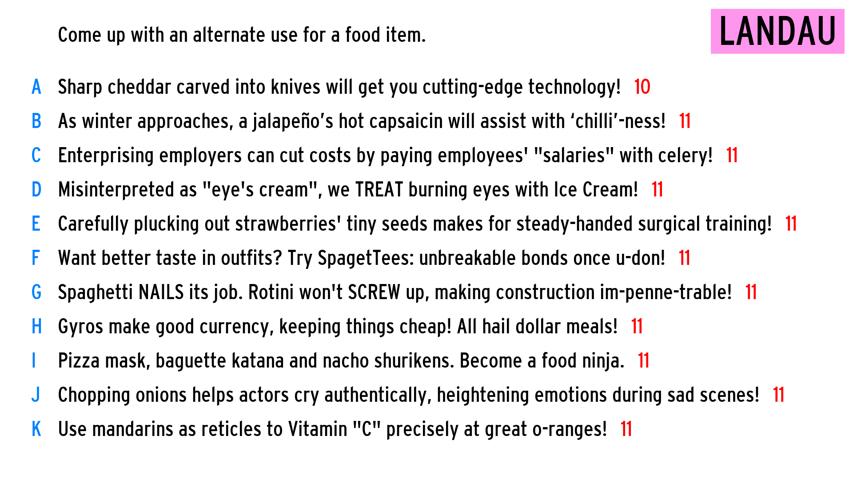 Come up with an alternate use for a food item.
LANDAU
A Sharp cheddar carved into knives will get you cutting-edge technology! 10
B As winter approaches, a jalapeño's hot capsaicin will assist with ‘chilli’-ness! 11
C Enterprising employers can cut costs by paying employees' "salaries" with celery! 11
D Misinterpreted as "eye's cream", we TREAT burning eyes with Ice Cream! 11
E Carefully plucking out strawberries' tiny seeds makes for steady-handed surgical training! 11
F Want better taste in outfits? Try SpagetTees: unbreakable bonds once u-don! 11
G Spaghetti NAILS its job. Rotini won't SCREW up, making construction im-penne-trable! 11
H Gyros make good currency, keeping things cheap! All hail dollar meals! 11
I Pizza mask, baguette katana and nacho shurikens. Become a food ninja. 11
J Chopping onions helps actors cry authentically, heightening emotions during sad scenes! 11
K Use mandarins as reticles to Vitamin "C" precisely at great o-ranges! 11